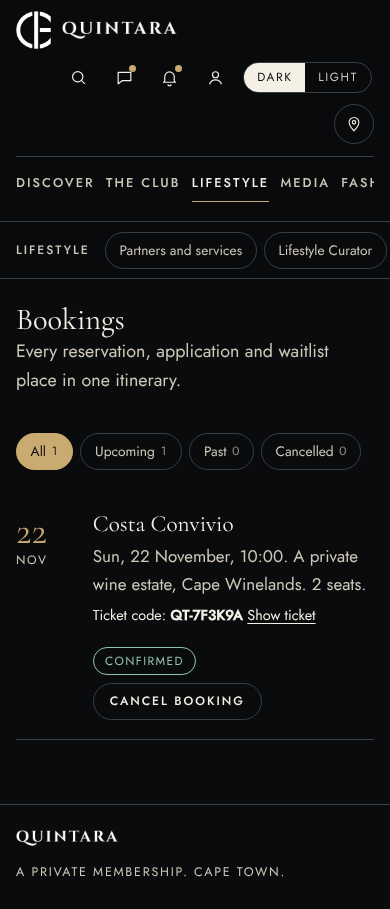 QUINTARA
DARK LIGHT
DISCOVER THE CLUB LIFESTYLE MEDIA FASH
LIFESTYLE Partners and services Lifestyle Curator
Bookings
Every reservation, application and waitlist
place in one itinerary.
All 1 Upcoming 1 Past 0 Cancelled 0
22
NOV
Costa Convivio
Sun, 22 November, 10:00. A private
wine estate, Cape Winelands. 2 seats.
Ticket code: QT-7F3K9A Show ticket
CONFIRMED
CANCEL BOOKING
QUINTARA
A PRIVATE MEMBERSHIP. CAPE TOWN.